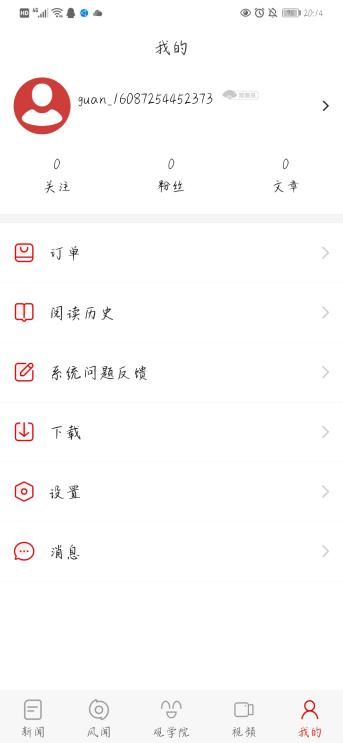 HD 4G 20:14
我的
guan_16087254452373
0 0 0
关注 粉丝 文章
订单
阅读历史
系统问题反馈
下载
设置
消息
新闻 风闻 观学院 视频 我的